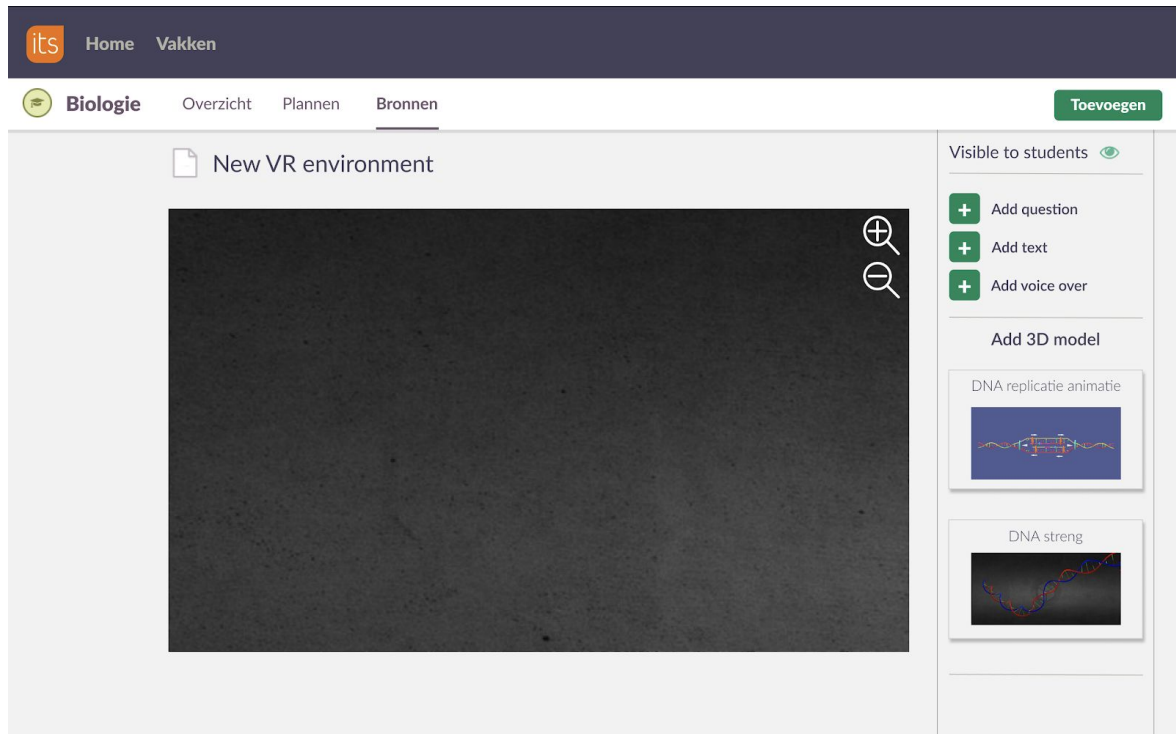 its Home Vakken
Biologie Overzicht Plannen Bronnen Toevoegen
New VR environment
Visible to students
Add question
Add text
Add voice over
Add 3D model
DNA replicatie animatie
DNA streng